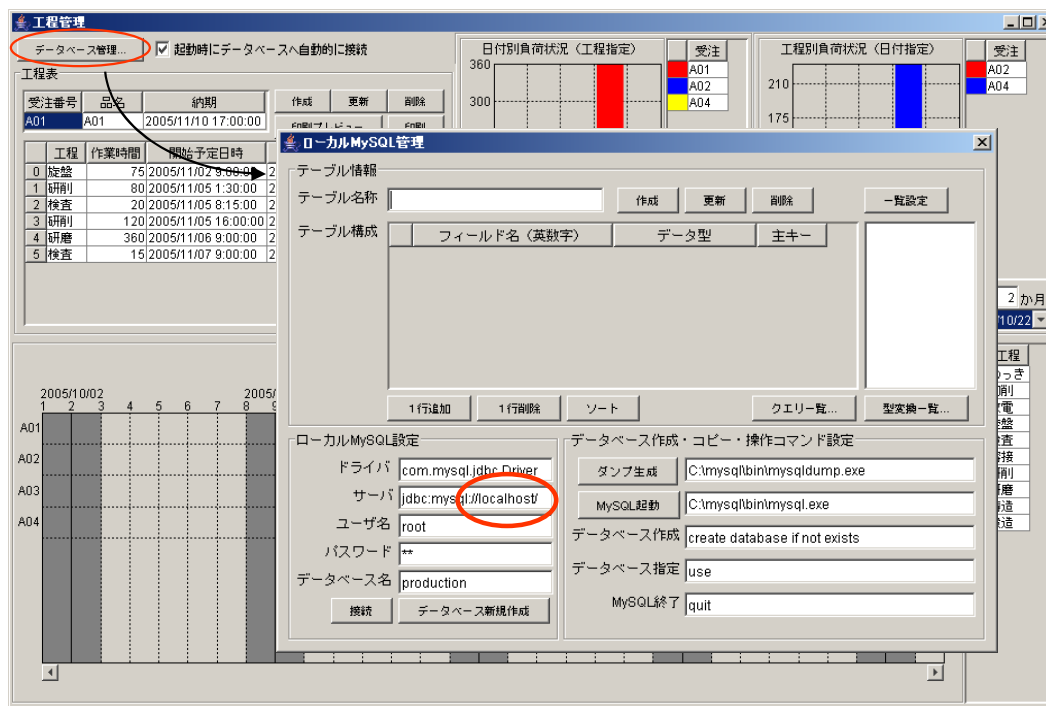 工程管理
データベース管理...
起動時にデータベースへ自動的に接続
工程表
受注番号 品名 納期
作成 更新 削除
A01 A01 2005/11/10 17:00:00
工程 作業時間 開始予定日時
0 旋盤 75 2005/11/02 9:00:00 2
1 研削 80 2005/11/05 1:30:00 2
2 検査 20 2005/11/05 8:15:00 2
3 研削 120 2005/11/05 16:00:00 2
4 研磨 360 2005/11/06 9:00:00 2
5 検査 15 2005/11/07 9:00:00 2
日付別負荷状況（工程指定）
360
300
受注
A01
A02
A04
工程別負荷状況（日付指定）
210
175
受注
A02
A04
2 か月
10/22
工程
2005/10/02 2005/
1 2 3 4 5 6 7 8
A01
A02
A03
A04
ローカルMySQL管理
テーブル情報
テーブル名称
作成 更新 削除 一覧設定
テーブル構成
フィールド名（英数字） データ型 主キー
1行追加 1行削除 ソート クエリ一覧... 型変換一覧...
ローカルMySQL設定
ドライバ com.mysql.jdbc.Driver
サーバ jdbc:mysql://localhost/
ユーザ名 root
パスワード **
データベース名 production
接続 データベース新規作成
データベース作成・コピー・操作コマンド設定
ダンプ生成 C:\mysql\bin\mysqldump.exe
MySQL起動 C:\mysql\bin\mysql.exe
データベース作成 create database if not exists
データベース指定 use
MySQL終了 quit